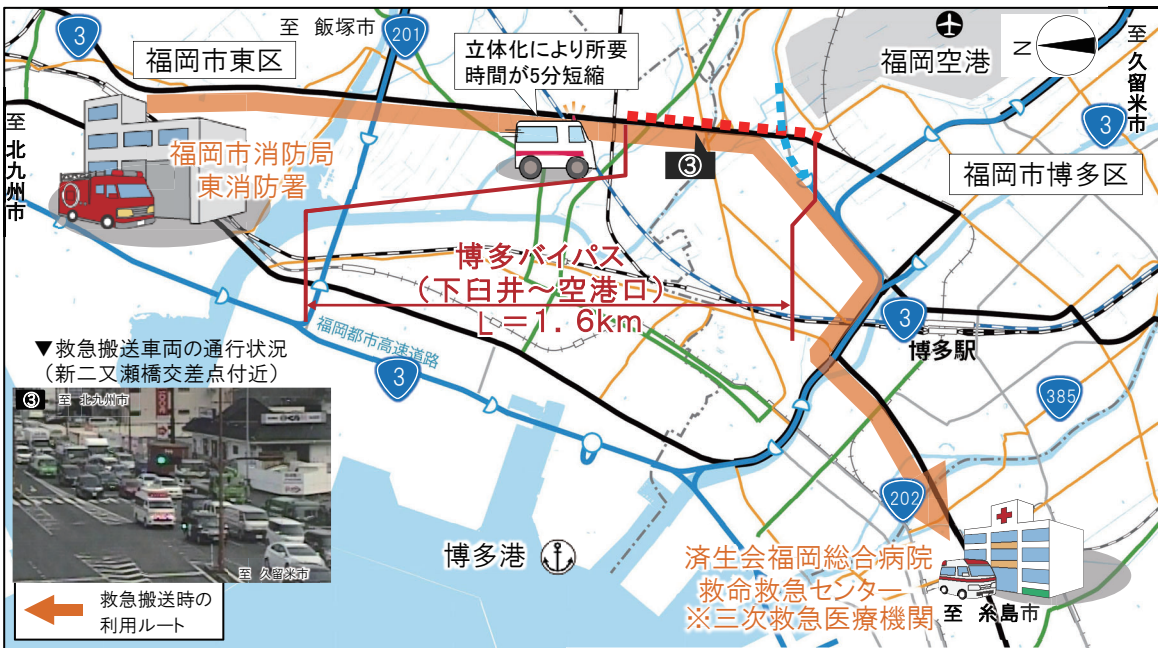 3
至 飯塚市
201
福岡市東区
立体化により所要
時間が5分短縮
福岡空港
N
至 久留米市
3
至 北九州市
福岡市消防局
東消防署
③
福岡市博多区
博多バイパス
(下臼井~空港口)
L=1.6km
福岡都市高速道路
3
3
博多駅
385
▼救急搬送車両の通行状況
(新二又瀬橋交差点付近)
③
至 北九州市
至 久留米市
博多港
202
済生会福岡総合病院
救命救急センター
※三次救急医療機関
至 糸島市
救急搬送時の
利用ルート